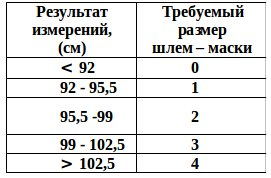 Результат Требуемый
измерений, размер
(см) шлем – маски
< 92 0
92 - 95,5 1
95,5 -99 2
99 - 102,5 3
> 102,5 4